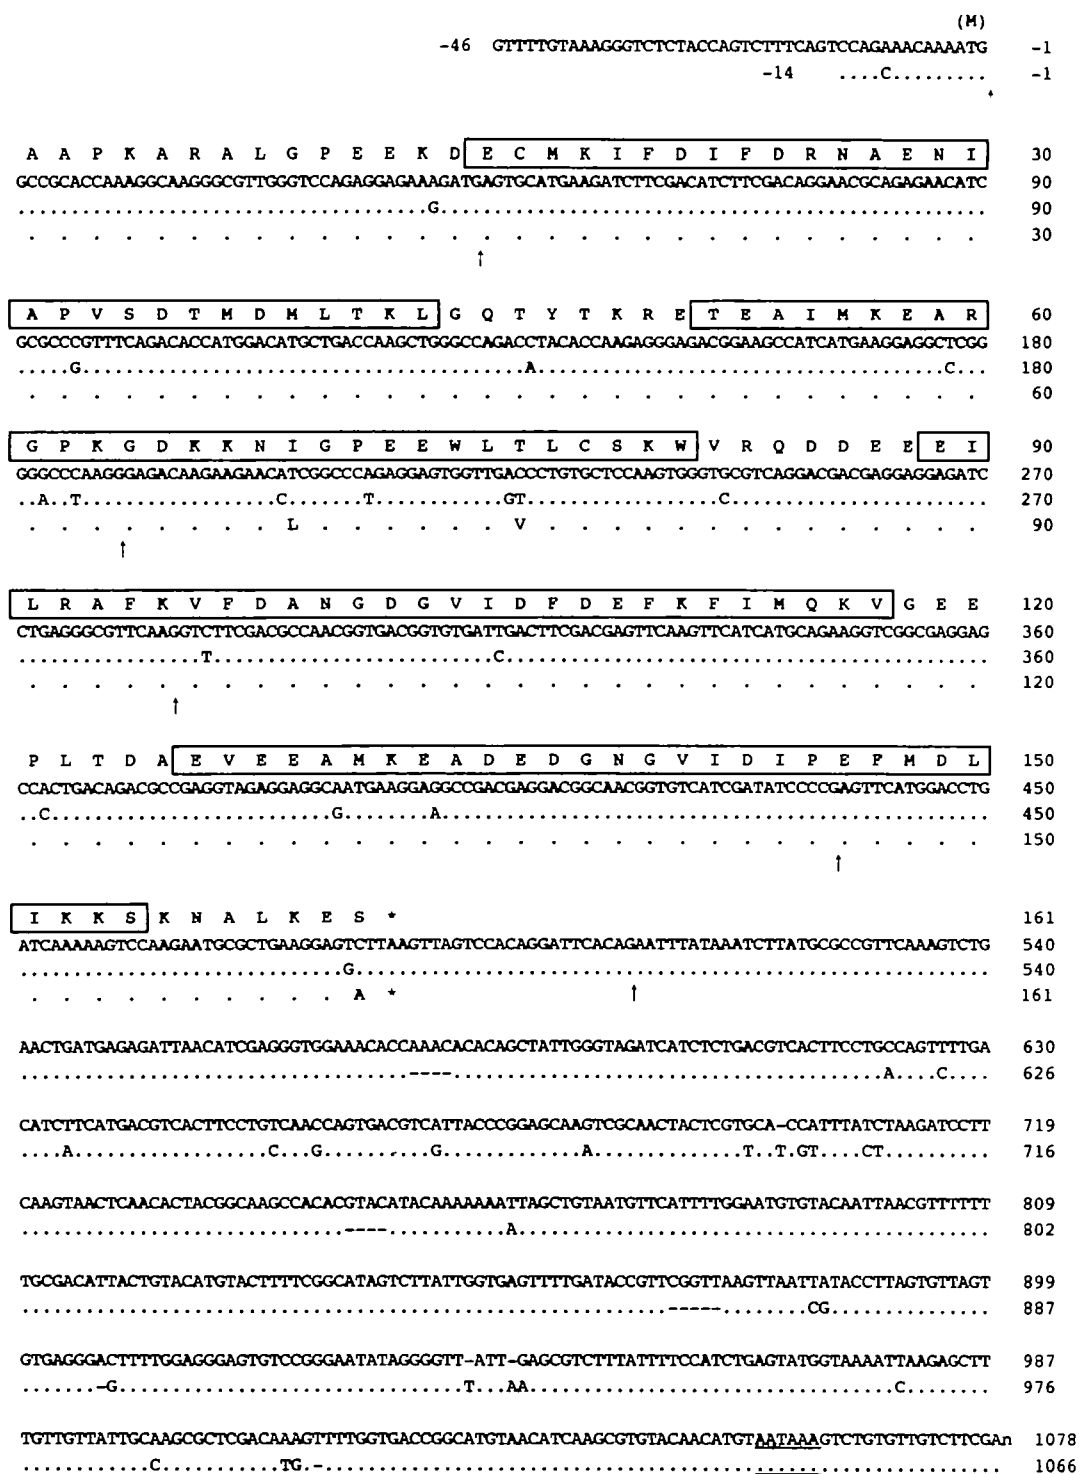 (M)
-46 GTTTTGTAAAGGGTCTCTACCAGTCTTTCAGTCCAGAAACAAAATG -1
-14 ....C......... -1
A A P K A R A L G P E E K D E C M K I F D I F D R N A E N I 30
GCCGCACCAAAGGCAAGGGCGTTGGGTCCAGAGGAGAAAGATGAGTGCATGAAGATCTTCGACATCTTCGACAGGAACGCAGAGAACATC 90
......................................G................................................... 90
. . . . . . . . . . . . . . . . . . . . . . . . . . . . . . 30
↑
A P V S D T M D M L T K L G Q T Y T K R E T E A I M K E A R 60
GCGCCCGTTTCAGACACCATGGACATGCTGACCAAGCTGGGCCAGACCTACACCAAGAGGGAGACGGAAGCCATCATGAAGGAGGCTCGG 180
.....G.........................................A......................................C... 180
. . . . . . . . . . . . . . . . . . . . . . . . . . . . . . 60
G P K G D K K N I G P E E W L T L C S K W V R Q D D E E E I 90
GGGCCCAAGGGAGACAAGAAGAACATCGGCCCAGAGGAGTGGTTGACCCTGTGCTCCAAGTGGGTGCGTCAGGACGACGAGGAGGAGATC 270
..A..T..................C.......T............GT..................C........................ 270
. . . . . . . . L . . . . . . V . . . . . . . . . . . . . . 90
↑
L R A F K V F D A N G D G V I D F D E F K F I M Q K V G E E 120
CTGAGGGCGTTCAAGGTCTTCGACGCCAACGGTGACGGTGTGATTGACTTCGACGAGTTCAAGTTCATCATGCAGAAGGTCGGCGAGGAG 360
.................T..........................C............................................. 360
. . . . . . . . . . . . . . . . . . . . . . . . . . . . . . 120
↑
P L T D A E V E E A M K E A D E D G N G V I D I P E F M D L 150
CCACTGACAGACGCCGAGGTAGAGGAGGCAATGAAGGAGGCCGACGAGGACGGCAACGGTGTCATCGATATCCCCGAGTTCATGGACCTG 450
..C..........................G........A................................................... 450
. . . . . . . . . . . . . . . . . . . . . . . . . . . . . . 150
↑
I K K S K N A L K E S * 161
ATCAAAAAGTCCAAGAATGCGCTGAAGGAGTCTTAAGTTAGTCCACAGGATTCACAGAATTTATAAATCTTATGCGCCGTTCAAAGTCTG 540
..............................G........................................................... 540
. . . . . . . . . . A * 161
↑
AACTGATGAGAGATTAACATCGAGGGTGGAAACACCAAACACACAGCTATTGGGTAGATCATCTCTGACGTCACTTCCTGCCAGTTTTGA 630
....................................----........................................A....C.... 626
CATCTTCATGACGTCACTTCCTGTCAACCAGTGACGTCATTACCCGGAGCAAGTCGCAACTACTCGTGCA-CCATTTATCTAAGATCCTT 719
....A..................C...G..........G.............A..............T..T.GT....CT.......... 716
CAAGTAACTCAACACTACGGCAAGCCACACGTACATACAAAAAAATTAGCTGTAATGTTCATTTTGGAATGTGTACAATTAACGTTTTTT 809
..............................----...........A............................................ 802
TGCGACATTACTGTACATGTACTTTTCGGCATAGTCTTATTGGTGAGTTTTGATACCGTTCGGTTAAGTTAATTATACCTTAGTGTTAGT 899
............................................................-----........CG............... 887
GTGAGGGACTTTTGGAGGGAGTGTCCGGGAATATAGGGGTT-ATT-GAGCGTCTTTATTTTCCATCTGAGTATGGTAAAATTAAGAGCTT 987
.......-G................................T...AA..................................C........ 976
TGTTGTTATTGCAAGCGCTCGACAAAGTTTTGGTGACCGGCATGTAACATCAAGCGTGTACAACATGTAATAAAGTCTGTGTTGTCTTCGAn 1078
............C...........TG.-.............................................................. 1066